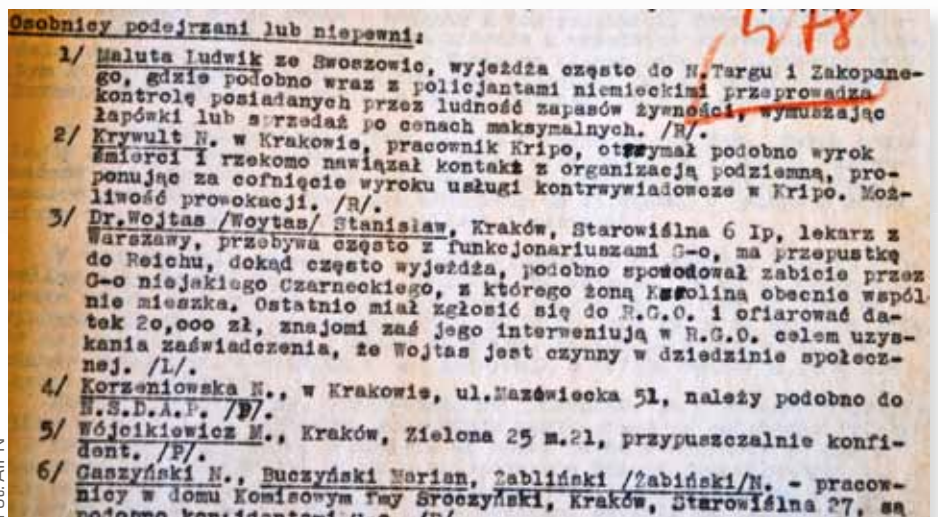 Osobnicy podejrzani lub niepewni:
578
1/ Maluta Ludwik ze Swoszowic, wyjeżdża często do N.Targu i Zakopane-
go, gdzie podobno wraz z policjantami niemieckimi przeprowadza
kontrolę posiadanych przez ludność zapasów żywności, wymuszając
łapówki lub sprzedaż po cenach maksymalnych. /R/.
2/ Krywult N. w Krakowie, pracownik Kripo, otrzymał podobno wyrok
śmierci i rzekomo nawiązał kontakt z organizacją podziemną, pro-
ponując za cofnięcie wyroku usługi kontrwywiadowcze w Kripo. Moż-
liwość prowokacji. /R/.
3/ Dr.Wojtas /Woytas/ Stanisław, Kraków, Starowiślna 6 Ip, lekarz z
Warszawy, przebywa często z funkcjonariuszami G-o, ma przepustkę
do Reichu, dokąd często wyjeżdża, podobno spowodował zabicie przez
G-o niejakiego Czarneckiego, z którego żoną Karoliną obecnie wspól
nie mieszka. Ostatnio miał zgłosić się do R.G.O. i ofiarować da-
tek 20,000 zł, znajomi zaś jego interweniują w R.G.O. celem uzys-
kania zaświadczenia, że Wojtas jest czynny w dziedzinie społecz-
nej. /L/.
4/ Korzeniowska N., w Krakowie, ul.Mazowiecka 51, należy podobno do
N.S.D.A.P. /P/.
5/ Wójcikiewicz M., Kraków, Zielona 25 m.21, przypuszczalnie konfi-
dent. /P/.
6/ Gaszyński N., Buczyński Marian, Zabliński /Żabiński/N. - pracow-
nicy w domu Komisowym fmy Sroczyński, Kraków, Starowiślna 27, są
podobno konfidentami